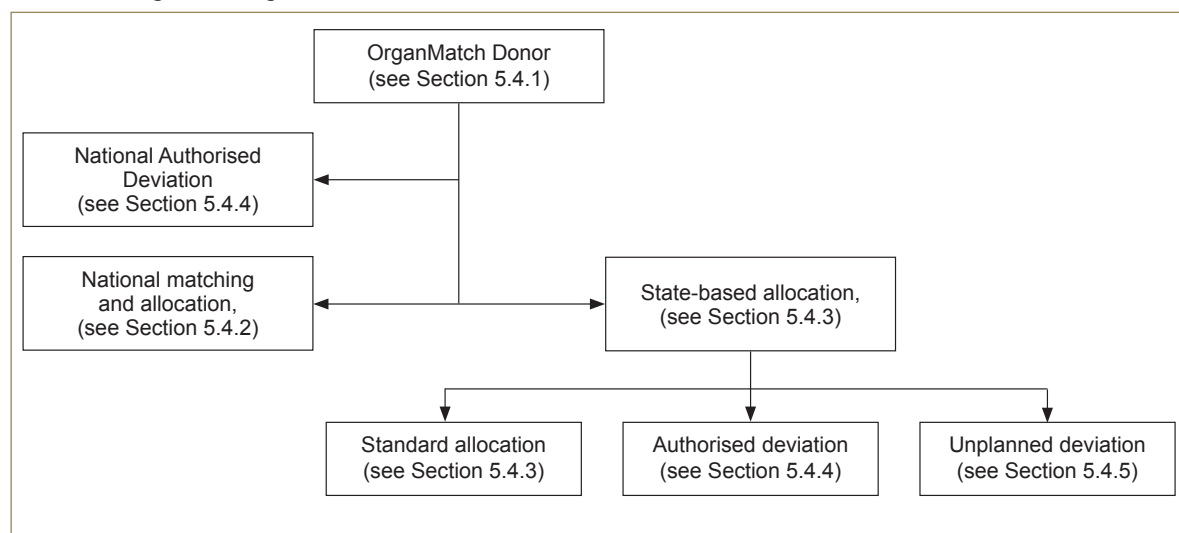 OrganMatch Donor
(see Section 5.4.1)
National Authorised
Deviation
(see Section 5.4.4)
National matching
and allocation,
(see Section 5.4.2)
State-based allocation,
(see Section 5.4.3)
Standard allocation
(see Section 5.4.3)
Authorised deviation
(see Section 5.4.4)
Unplanned deviation
(see Section 5.4.5)